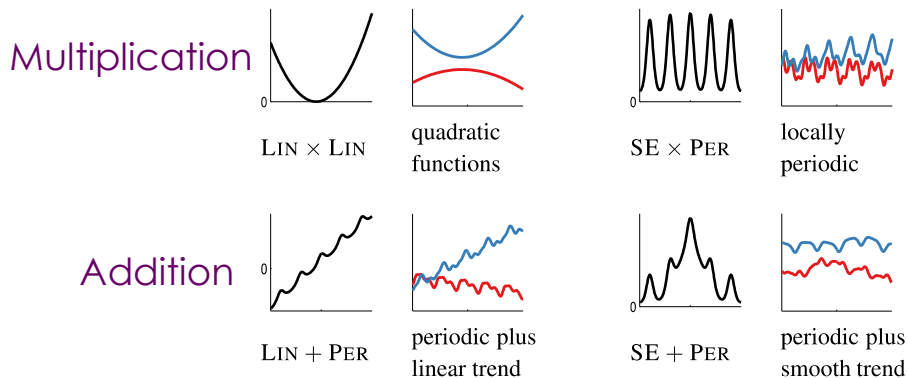 Multiplication
0
LIN × LIN
quadratic
functions
0
SE × PER
locally
periodic
Addition
0
LIN + PER
periodic plus
linear trend
0
SE + PER
periodic plus
smooth trend